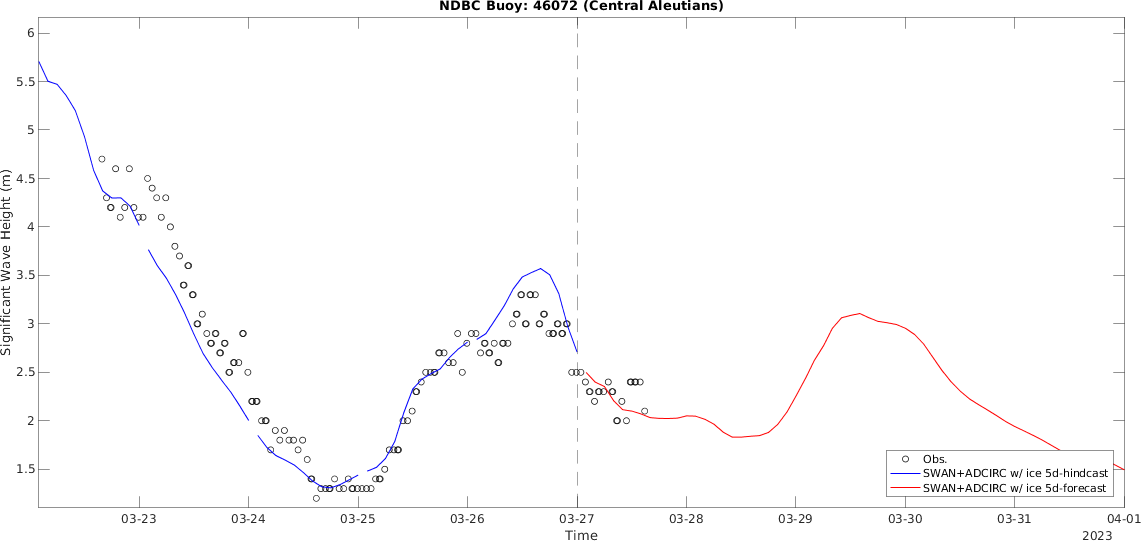 NDBC Buoy: 46072 (Central Aleutians)
6
5.5
5
4.5
4
3.5
3
2.5
2
1.5
Significant Wave Height (m)
Obs.
SWAN+ADCIRC w/ ice 5d-hindcast
SWAN+ADCIRC w/ ice 5d-forecast
03-23 03-24 03-25 03-26 03-27 03-28 03-29 03-30 03-31 04-01
Time 2023